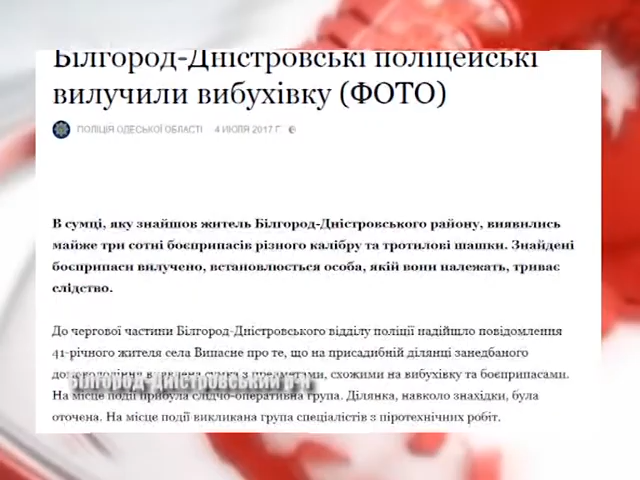 Білгород-Дністровські поліцейські
вилучили вибухівку (ФОТО)
ПОЛІЦІЯ ОДЕСЬКОЇ ОБЛАСТІ 4 ИЮЛЯ 2017 Г.
В сумці, яку знайшов житель Білгород-Дністровського району, виявились
майже три сотні боєприпасів різного калібру та тротилові шашки. Знайдені
боєприпаси вилучено, встановлюється особа, якій вони належать, триває
слідство.
До чергової частини Білгород-Дністровського відділу поліції надійшло повідомлення
41-річного жителя села Випасне про те, що на присадибній ділянці занедбаного
домоволодіння виявлена сумка з предметами, схожими на вибухівку та боєприпасами.
БІЛГОРОД-ДНІСТРОВСЬКИЙ Р-Н
На місце події прибула слідчо-оперативна група. Ділянка, навколо знахідки, була
оточена. На місце події викликана група спеціалістів з піротехнічних робіт.